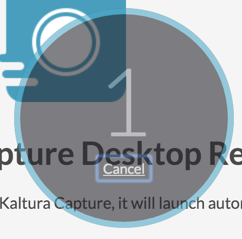 1
pture Desktop Re
Cancel
Kaltura Capture, it will launch autor